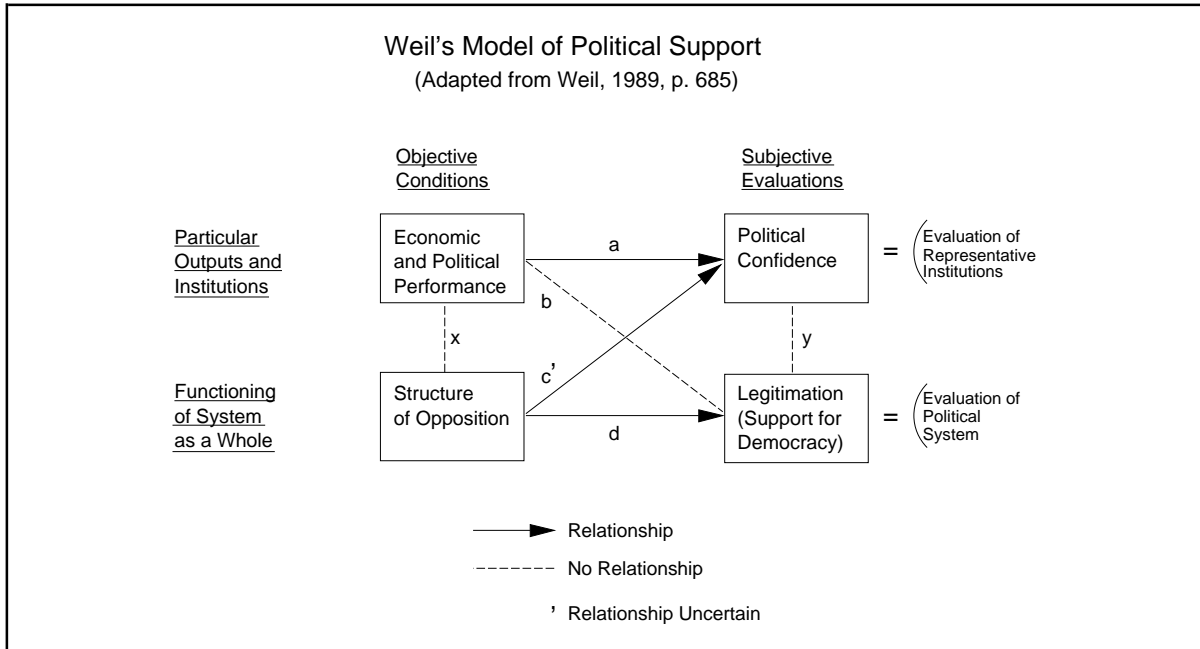 Weil's Model of Political Support
(Adapted from Weil, 1989, p. 685)
Objective
Conditions
Subjective
Evaluations
Particular
Outputs and
Institutions
Economic
and Political
Performance
a
Political
Confidence
=
Evaluation of
Representative
Institutions
b
x
y
c'
Functioning
of System
as a Whole
Structure
of Opposition
d
Legitimation
(Support for
Democracy)
=
Evaluation of
Political
System
Relationship
No Relationship
' Relationship Uncertain